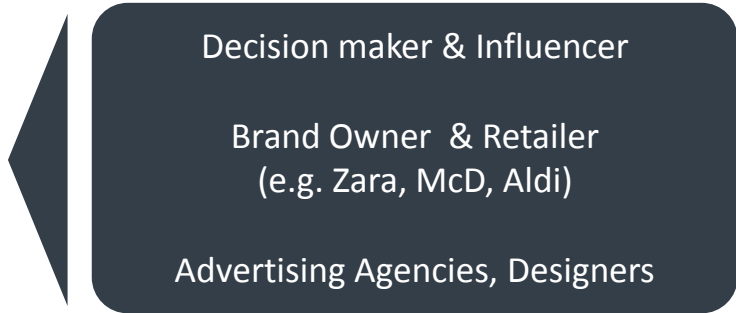 Decision maker & Influencer
Brand Owner & Retailer
(e.g. Zara, McD, Aldi)
Advertising Agencies, Designers